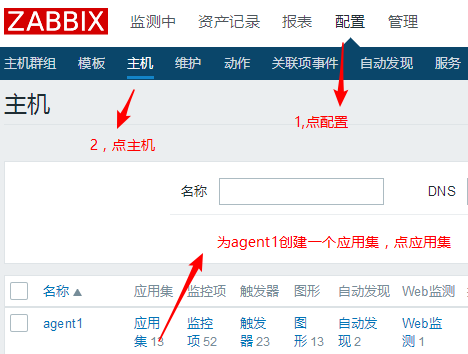 ZABBIX 监测中 资产记录 报表 配置 管理
主机群组 模板 主机 维护 动作 关联项事件 自动发现 服务
主机
1,点配置
2，点主机
名称 DNS
为agent1创建一个应用集，点应用集
名称 应用集 监控项 触发器 图形 自动发现 Web监测
agent1 应用集 13 监控项 52 触发器 23 图形 13 自动发现 2 Web监测 1